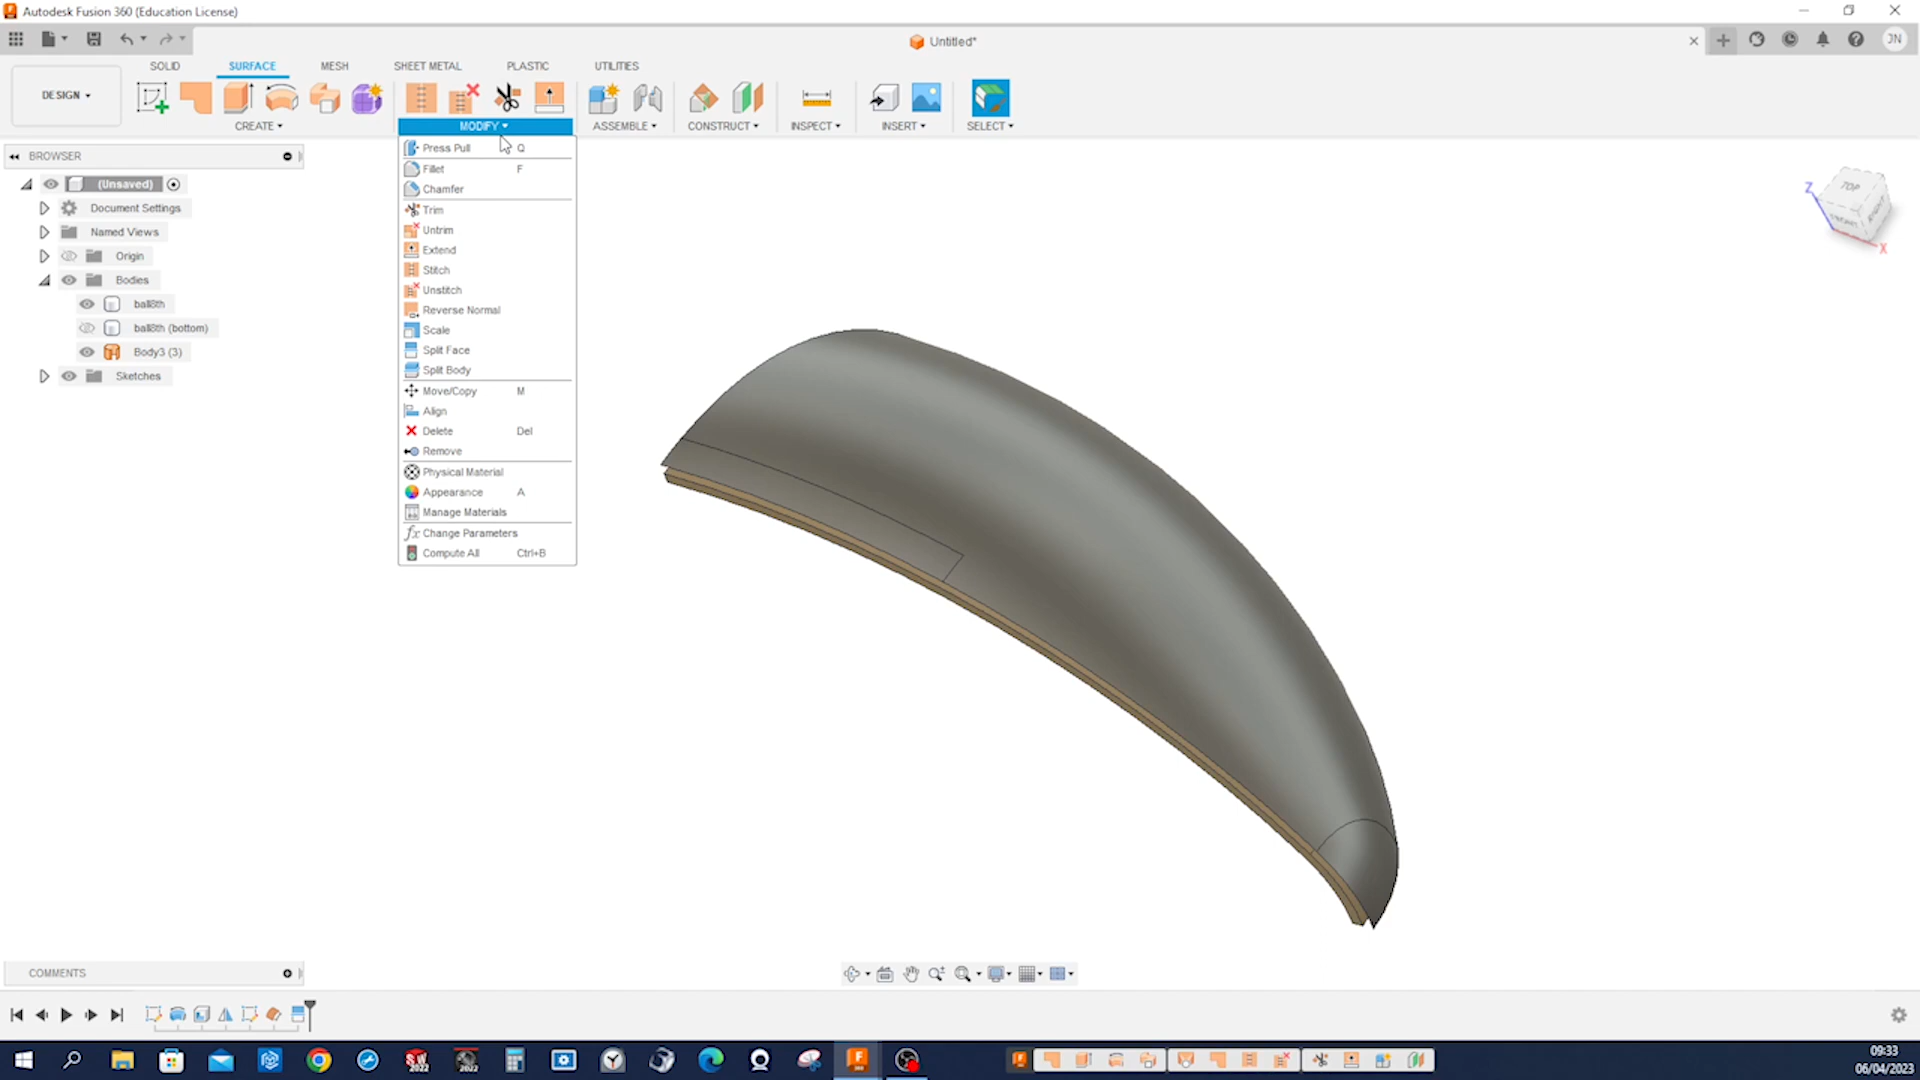 Autodesk Fusion 360 (Education License)
Untitled*
JN
SOLID SURFACE MESH SHEET METAL PLASTIC UTILITIES
DESIGN
CREATE MODIFY ASSEMBLE CONSTRUCT INSPECT INSERT SELECT
BROWSER
(Unsaved)
Document Settings
Named Views
Origin
Bodies
ball8th
ball8th (bottom)
Body3 (3)
Sketches
Press Pull Q
Fillet F
Chamfer
Trim
Untrim
Extend
Stitch
Unstitch
Reverse Normal
Scale
Split Face
Split Body
Move/Copy M
Align
Delete Del
Remove
Physical Material
Appearance A
Manage Materials
Change Parameters
Compute All Ctrl+B
TOP
Z
X
COMMENTS
09:33
06/04/2023